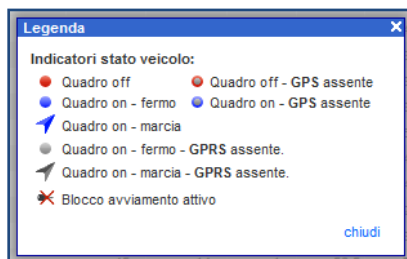 Legenda
Indicatori stato veicolo:
Quadro off Quadro off - GPS assente
Quadro on - fermo Quadro on - GPS assente
Quadro on - marcia
Quadro on - fermo - GPRS assente.
Quadro on - marcia - GPRS assente.
Blocco avviamento attivo
chiudi